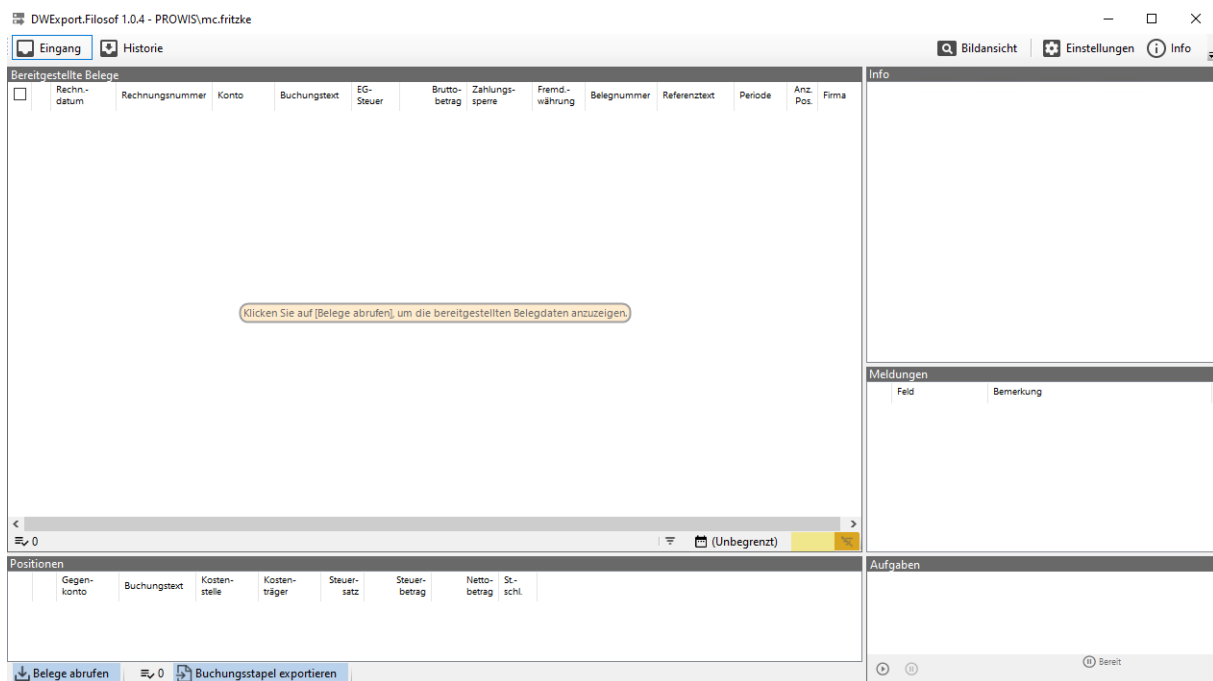 DWExport.Filosof 1.0.4 - PROWIS\mc.fritzke
Eingang Historie Bildansicht Einstellungen Info
Bereitgestellte Belege
Rechn.-datum Rechnungsnummer Konto Buchungstext EG-Steuer Brutto-betrag Zahlungs-sperre Fremd.-währung Belegnummer Referenztext Periode Anz. Pos. Firma
Klicken Sie auf [Belege abrufen], um die bereitgestellten Belegdaten anzuzeigen.
0 (Unbegrenzt)
Info
Meldungen
Feld Bemerkung
Positionen
Gegen-konto Buchungstext Kosten-stelle Kosten-träger Steuer-satz Steuer-betrag Netto-betrag St.-schl.
Aufgaben
Bereit
Belege abrufen 0 Buchungsstapel exportieren